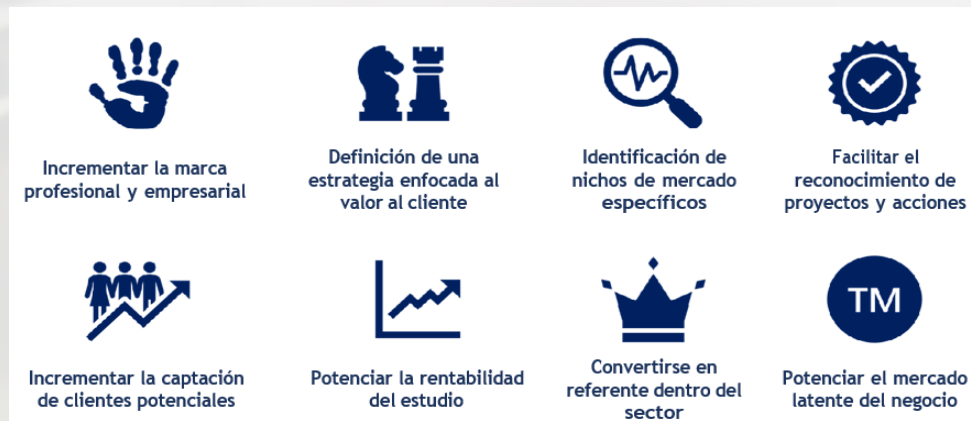 Incrementar la marca
profesional y empresarial
Definición de una
estrategia enfocada al
valor al cliente
Identificación de
nichos de mercado
específicos
Facilitar el
reconocimiento de
proyectos y acciones
Incrementar la captación
de clientes potenciales
Potenciar la rentabilidad
del estudio
Convertirse en
referente dentro del
sector
TM
Potenciar el mercado
latente del negocio